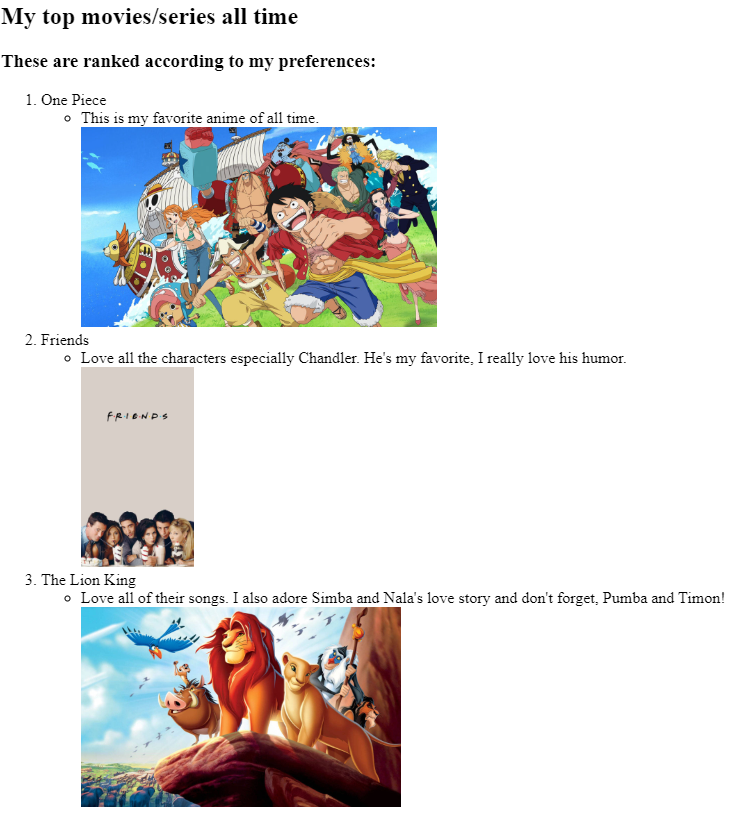 My top movies/series all time
These are ranked according to my preferences:
1. One Piece
This is my favorite anime of all time.
2. Friends
Love all the characters especially Chandler. He's my favorite, I really love his humor.
F·R·I·E·N·D·S
3. The Lion King
Love all of their songs. I also adore Simba and Nala's love story and don't forget, Pumba and Timon!